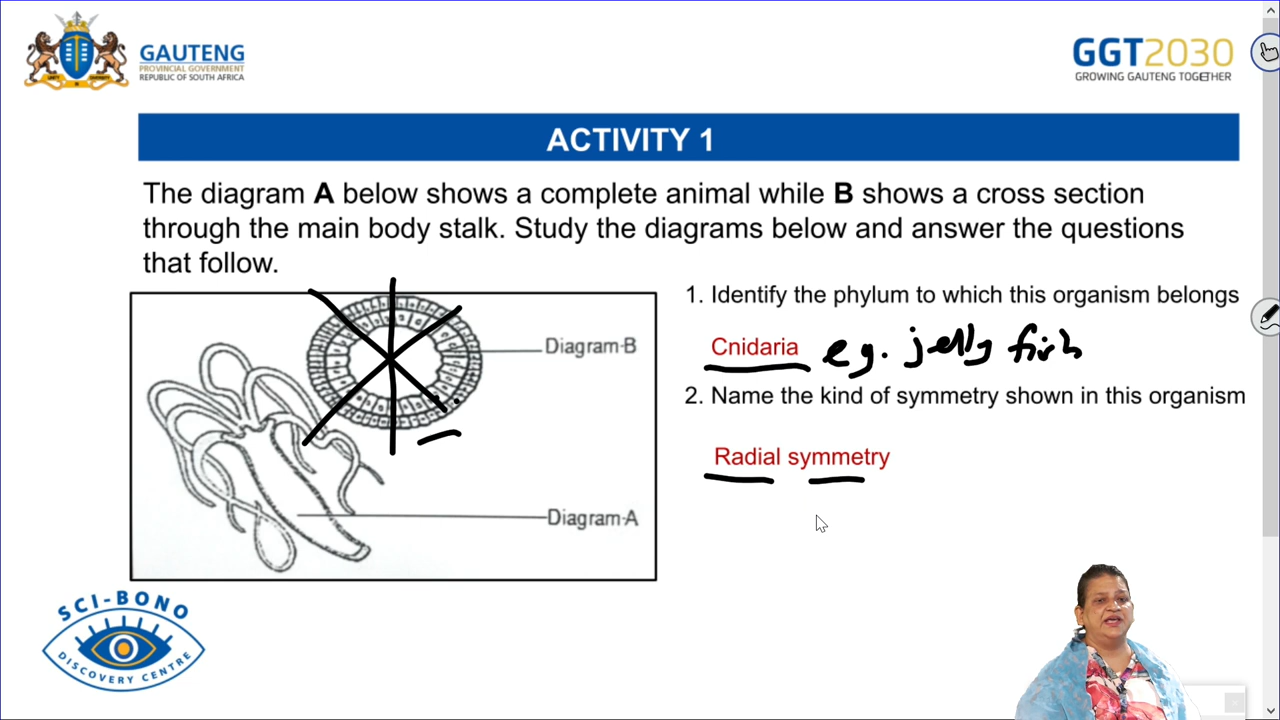 GAUTENG
PROVINCIAL GOVERNMENT
REPUBLIC OF SOUTH AFRICA
GGT2030
GROWING GAUTENG TOGETHER
ACTIVITY 1
The diagram A below shows a complete animal while B shows a cross section
through the main body stalk. Study the diagrams below and answer the questions
that follow.
Diagram-B
Diagram-A
1. Identify the phylum to which this organism belongs
Cnidaria eg. jelly fish
2. Name the kind of symmetry shown in this organism
Radial symmetry
SCI-BONO
DISCOVERY CENTRE